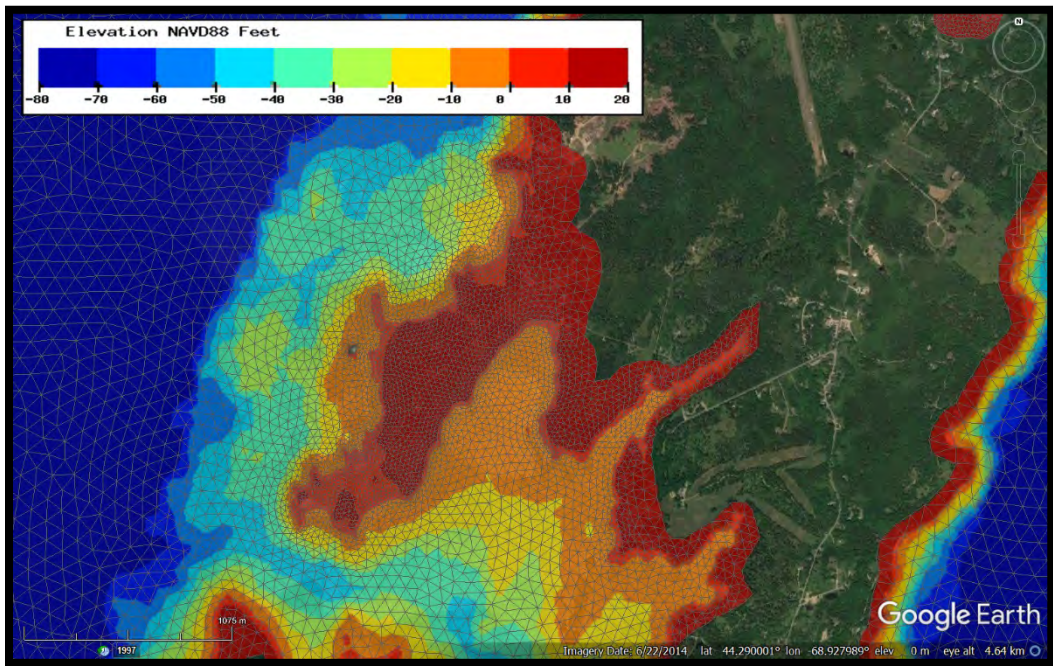 Elevation NAVD88 Feet
-80 -70 -60 -50 -40 -30 -20 -10 0 10 20
N
Google Earth
1075 m
1997
Imagery Date: 6/22/2014 lat 44.290001° lon -68.927989° elev 0 m eye alt 4.64 km